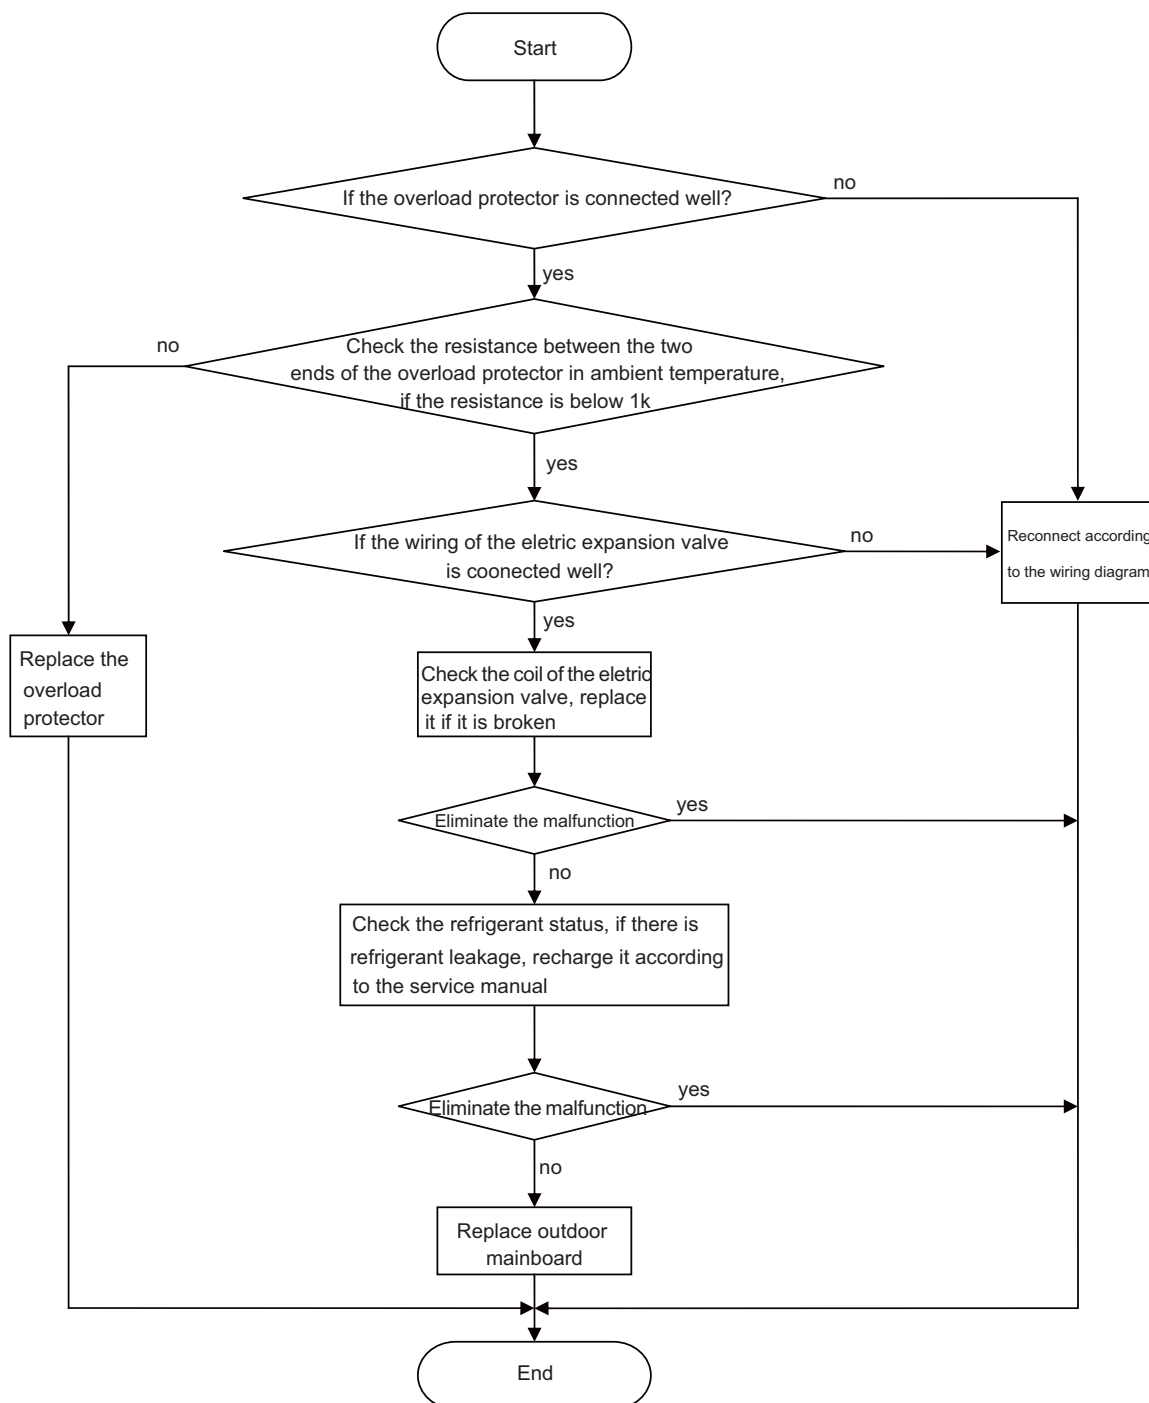 Start
If the overload protector is connected well?
no
yes
no
Check the resistance between the two
ends of the overload protector in ambient temperature,
if the resistance is below 1k
yes
If the wiring of the eletric expansion valve
is coonected well?
no
Reconnect according
to the wiring diagram
yes
Replace the
overload
protector
Check the coil of the eletric
expansion valve, replace
it if it is broken
Eliminate the malfunction
yes
no
Check the refrigerant status, if there is
refrigerant leakage, recharge it according
to the service manual
Eliminate the malfunction
yes
no
Replace outdoor
mainboard
End